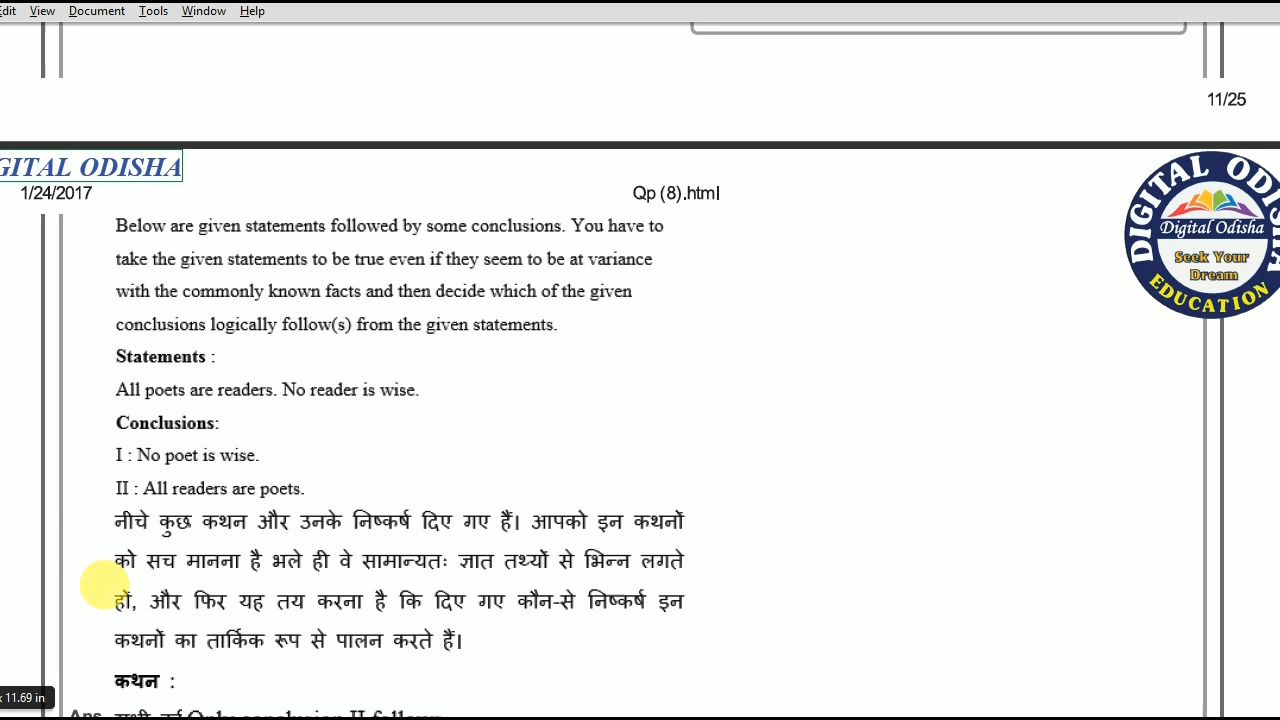 Edit View Document Tools Window Help
11/25
DIGITAL ODISHA
1/24/2017
Qp (8).html
DIGITAL ODISHA
Digital Odisha
Seek Your
Dream
EDUCATION
Below are given statements followed by some conclusions. You have to
take the given statements to be true even if they seem to be at variance
with the commonly known facts and then decide which of the given
conclusions logically follow(s) from the given statements.
Statements :
All poets are readers. No reader is wise.
Conclusions:
I : No poet is wise.
II : All readers are poets.
नीचे कुछ कथन और उनके निष्कर्ष दिए गए हैं। आपको इन कथनों
को सच मानना है भले ही वे सामान्यतः ज्ञात तथ्यों से भिन्न लगते
हों, और फिर यह तय करना है कि दिए गए कौन-से निष्कर्ष इन
कथनों का तार्किक रूप से पालन करते हैं।
कथन :
x 11.69 in
Ans Only conclusion II follows